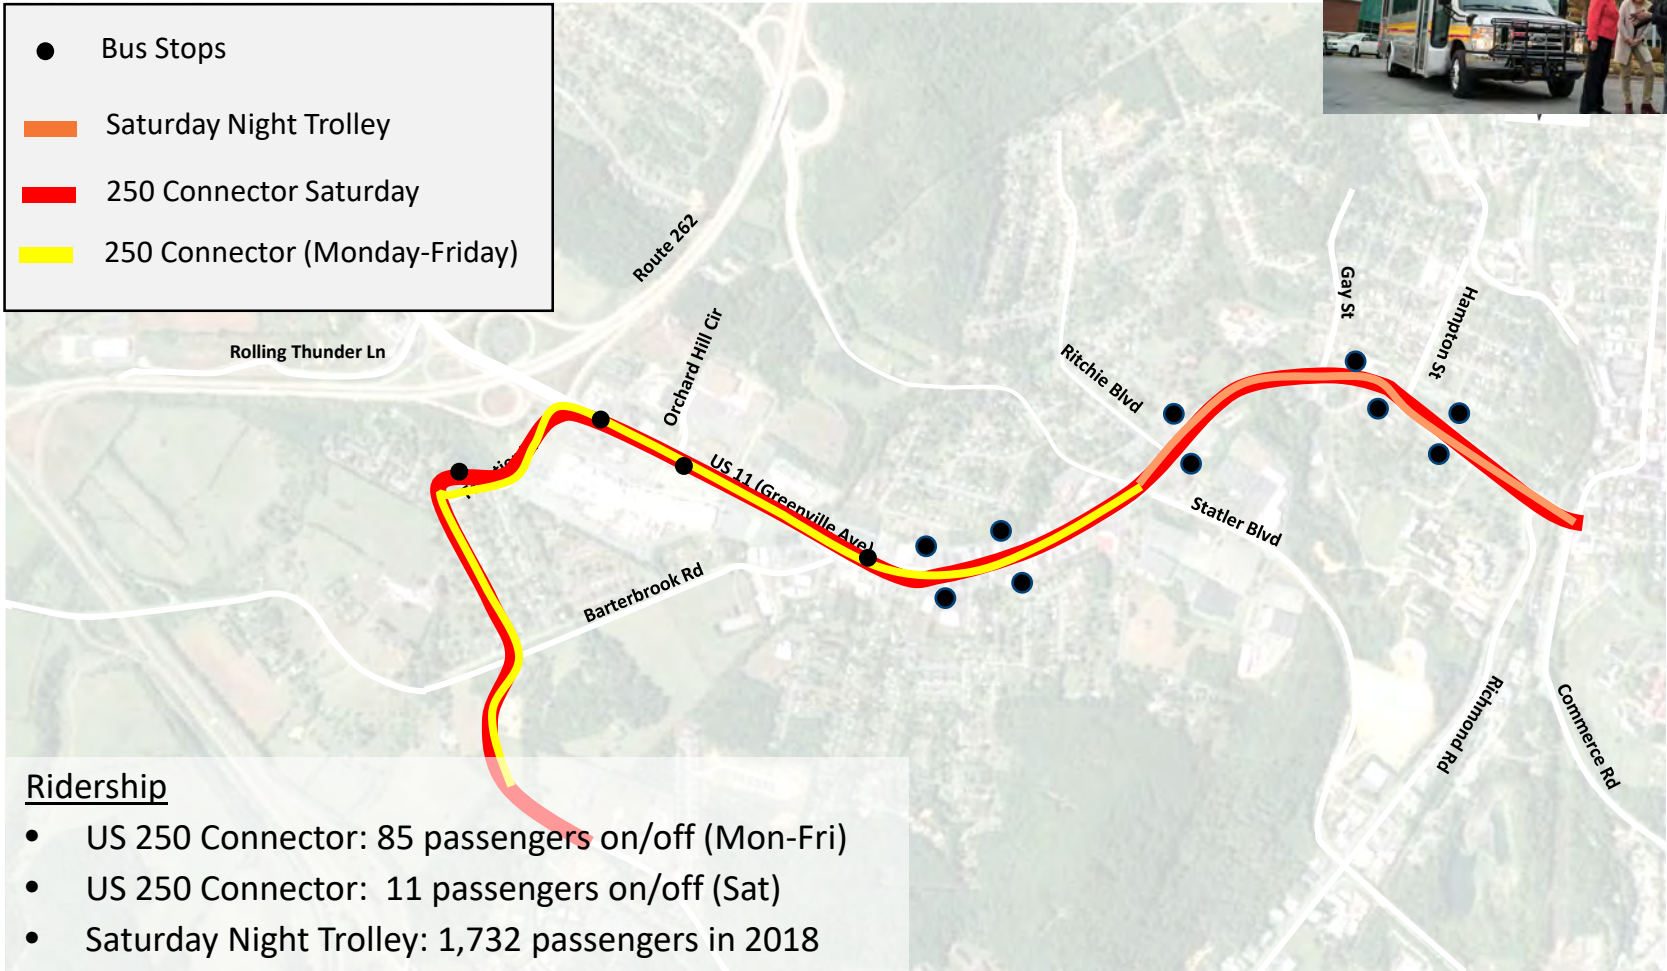 Bus Stops
Saturday Night Trolley
250 Connector Saturday
250 Connector (Monday-Friday)
Route 262
Rolling Thunder Ln
Orchard Hill Cir
Ritchie Blvd
Gay St
Hampton St
US 11 (Greenville Ave)
Statler Blvd
Barterbrook Rd
Richmond Rd
Commerce Rd
Ridership
• US 250 Connector: 85 passengers on/off (Mon-Fri)
• US 250 Connector: 11 passengers on/off (Sat)
• Saturday Night Trolley: 1,732 passengers in 2018